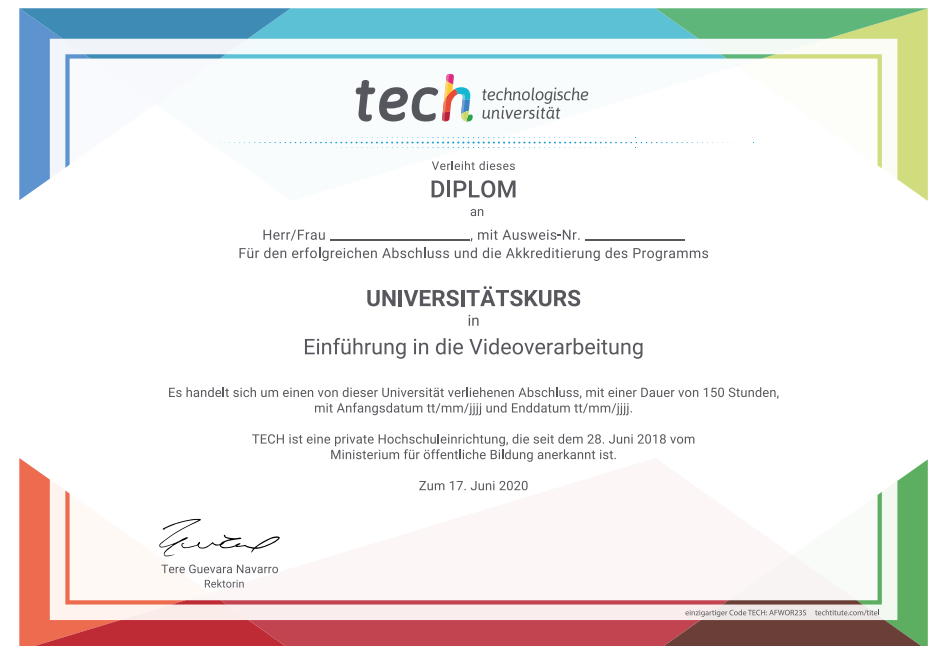 tech technologische
universität
Verleiht dieses
DIPLOM
an
Herr/Frau ____________, mit Ausweis-Nr. ____________
Für den erfolgreichen Abschluss und die Akkreditierung des Programms
UNIVERSITÄTSKURS
in
Einführung in die Videoverarbeitung
Es handelt sich um einen von dieser Universität verliehenen Abschluss, mit einer Dauer von 150 Stunden,
mit Anfangsdatum tt/mm/jjjj und Enddatum tt/mm/jjjj.
TECH ist eine private Hochschuleinrichtung, die seit dem 28. Juni 2018 vom
Ministerium für öffentliche Bildung anerkannt ist.
Zum 17. Juni 2020
Tere Guevara Navarro
Rektorin
einzigartiger Code TECH: AFWOR23S techtitute.com/titel